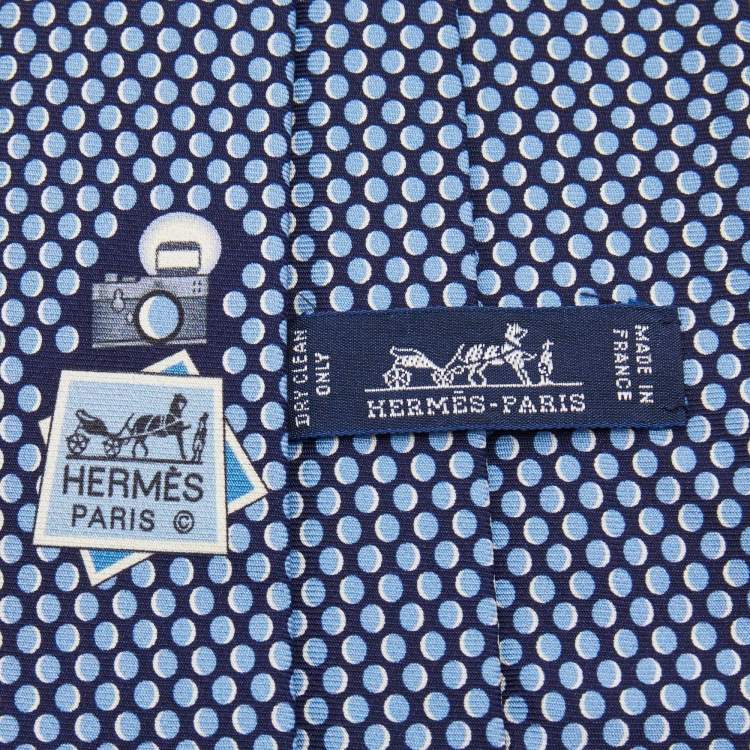 HERMÈS
PARIS ©
DRY CLEAN
ONLY
HERMÈS-PARIS
MADE IN
FRANCE